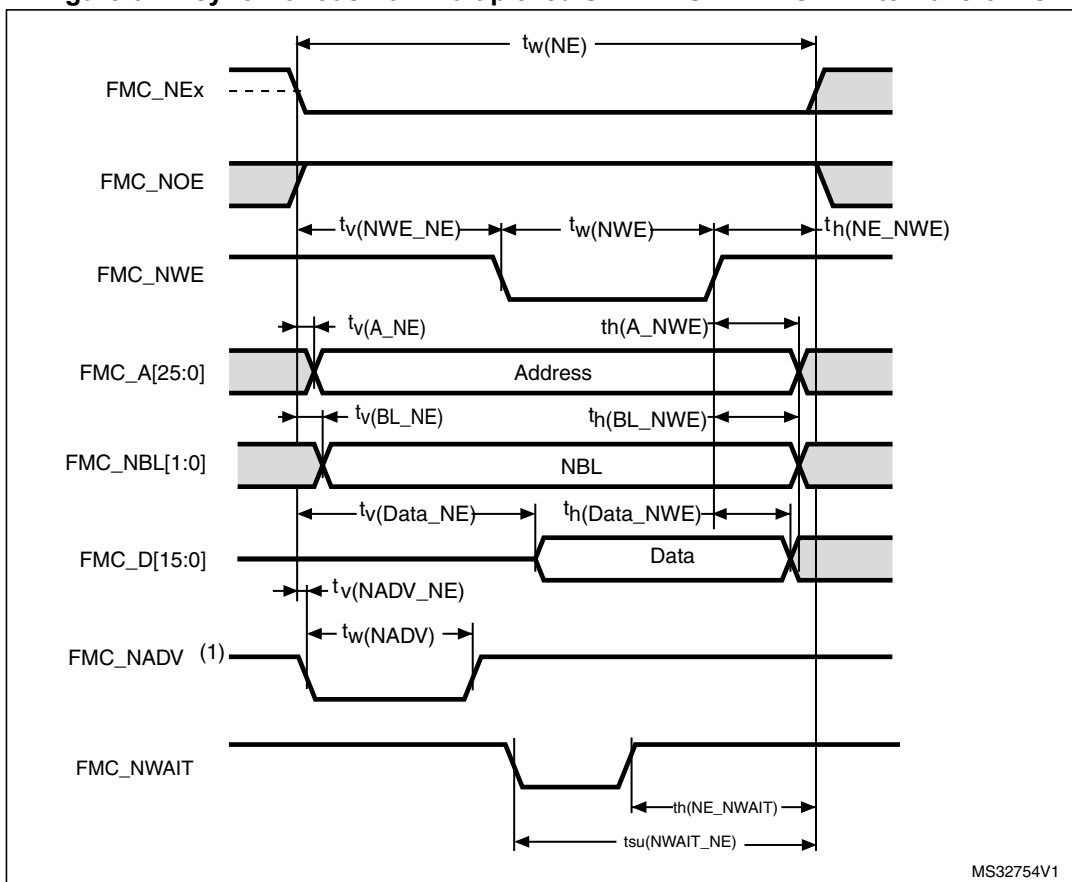 tw(NE)
FMC_NEx
FMC_NOE
tv(NWE_NE) tw(NWE) th(NE_NWE)
FMC_NWE
tv(A_NE) th(A_NWE)
FMC_A[25:0] Address
tv(BL_NE) th(BL_NWE)
FMC_NBL[1:0] NBL
tv(Data_NE) th(Data_NWE)
FMC_D[15:0] Data
tv(NADV_NE)
tw(NADV)
FMC_NADV (1)
FMC_NWAIT
th(NE_NWAIT)
tsu(NWAIT_NE)
MS32754V1